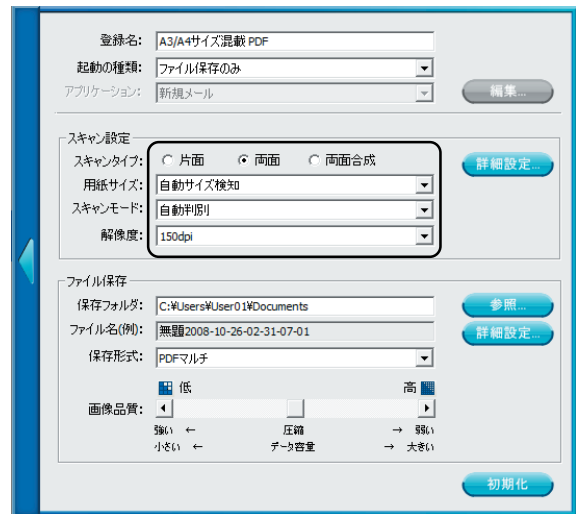 登録名: A3/A4サイズ混載 PDF
起動の種類: ファイル保存のみ
アプリケーション: 新規メール 編集...
スキャン設定
スキャンタイプ: 片面 両面 両面合成 詳細設定...
用紙サイズ: 自動サイズ検知
スキャンモード: 自動判別
解像度: 150dpi
ファイル保存
保存フォルダ: C:¥Users¥User01¥Documents 参照...
ファイル名(例): 無題2008-10-26-02-31-07-01 詳細設定...
保存形式: PDFマルチ
低 高
画像品質:
強い ← 圧縮 → 弱い
小さい ← データ容量 → 大きい
初期化